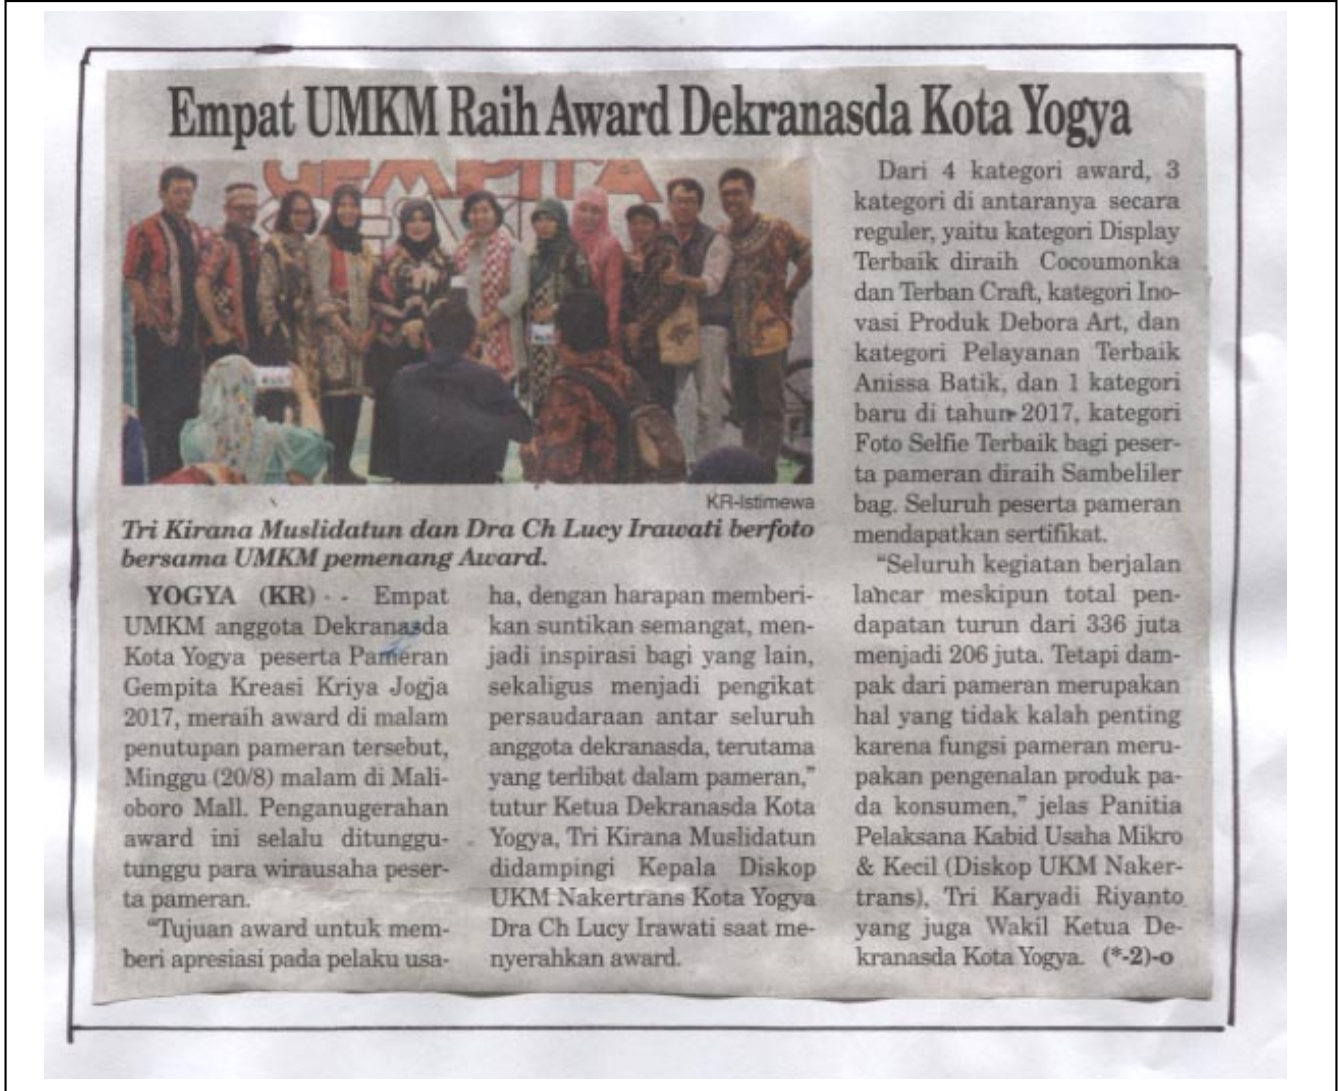 Empat UMKM Raih Award Dekranasda Kota Yogya
GEMPITA
KR-Istimewa
Tri Kirana Muslidatun dan Dra Ch Lucy Irawati berfoto
bersama UMKM pemenang Award.
YOGYA (KR) - - Empat
UMKM anggota Dekranasda
Kota Yogya peserta Pameran
Gempita Kreasi Kriya Jogja
2017, meraih award di malam
penutupan pameran tersebut,
Minggu (20/8) malam di Mali-
oboro Mall. Penganugerahan
award ini selalu ditunggu-
tunggu para wirausaha peser-
ta pameran.
"Tujuan award untuk mem-
beri apresiasi pada pelaku usa-
ha, dengan harapan memberi-
kan suntikan semangat, men-
jadi inspirasi bagi yang lain,
sekaligus menjadi pengikat
persaudaraan antar seluruh
anggota dekranasda, terutama
yang terlibat dalam pameran,"
tutur Ketua Dekranasda Kota
Yogya, Tri Kirana Muslidatun
didampingi Kepala Diskop
UKM Nakertrans Kota Yogya
Dra Ch Lucy Irawati saat me-
nyerahkan award.
Dari 4 kategori award, 3
kategori di antaranya secara
reguler, yaitu kategori Display
Terbaik diraih Cocoumonka
dan Terban Craft, kategori Ino-
vasi Produk Debora Art, dan
kategori Pelayanan Terbaik
Anissa Batik, dan 1 kategori
baru di tahun 2017, kategori
Foto Selfie Terbaik bagi peser-
ta pameran diraih Sambeliler
bag. Seluruh peserta pameran
mendapatkan sertifikat.
"Seluruh kegiatan berjalan
lancar meskipun total pen-
dapatan turun dari 336 juta
menjadi 206 juta. Tetapi dam-
pak dari pameran merupakan
hal yang tidak kalah penting
karena fungsi pameran meru-
pakan pengenalan produk pa-
da konsumen," jelas Panitia
Pelaksana Kabid Usaha Mikro
& Kecil (Diskop UKM Naker-
trans), Tri Karyadi Riyanto
yang juga Wakil Ketua De-
kranasda Kota Yogya. (*-2)-o